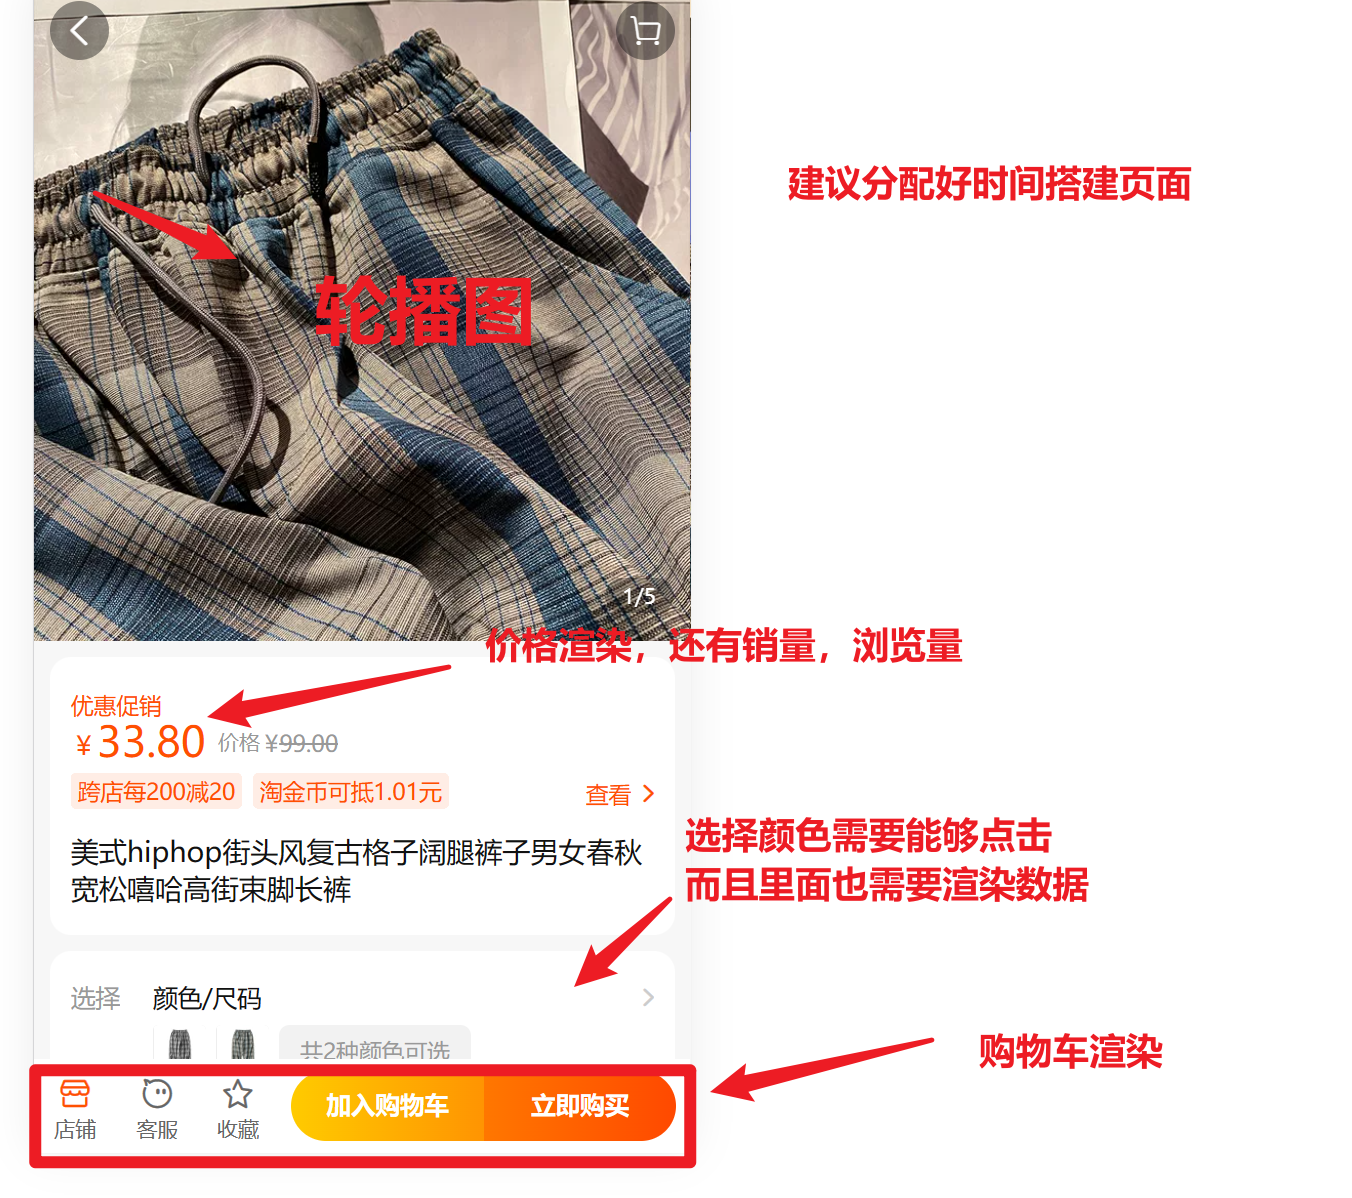 建议分配好时间搭建页面
轮播图
1/5
价格渲染，还有销量，浏览量
优惠促销
¥33.80 价格 ¥99.00
跨店每200减20 淘金币可抵1.01元 查看
美式hiphop街头风复古格子阔腿裤子男女春秋
宽松嘻哈高街束脚长裤
选择颜色需要能够点击
而且里面也需要渲染数据
选择 颜色/尺码
共2种颜色可选
购物车渲染
店铺 客服 收藏 加入购物车 立即购买